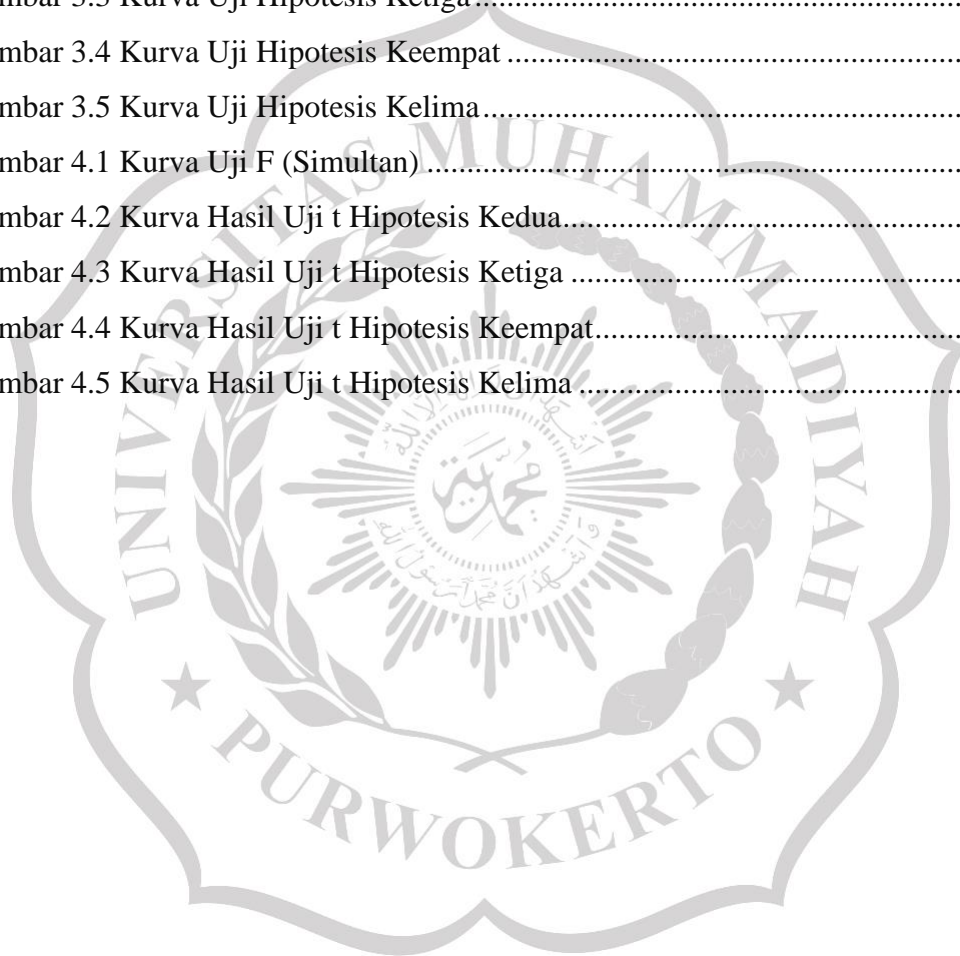 mbar 3.3 Kurva Uji Hipotesis Ketiga
mbar 3.4 Kurva Uji Hipotesis Keempat
mbar 3.5 Kurva Uji Hipotesis Kelima
mbar 4.1 Kurva Uji F (Simultan)
mbar 4.2 Kurva Hasil Uji t Hipotesis Kedua
mbar 4.3 Kurva Hasil Uji t Hipotesis Ketiga
mbar 4.4 Kurva Hasil Uji t Hipotesis Keempat
mbar 4.5 Kurva Hasil Uji t Hipotesis Kelima
UNIVERSITAS MUHAMMADIYAH
PURWOKERTO
محمدية